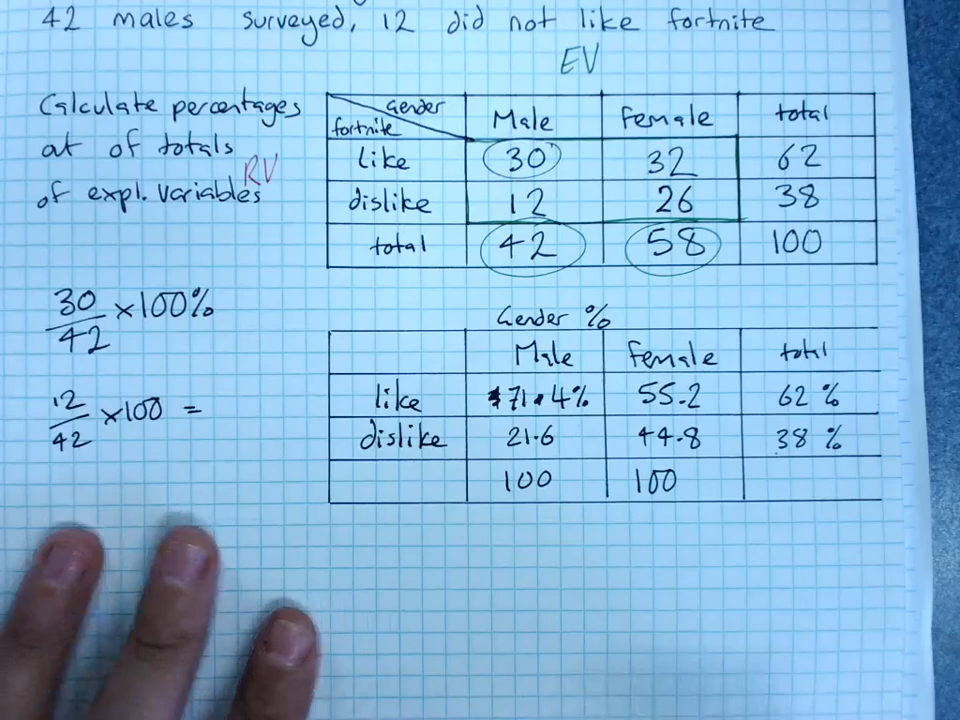 42 males surveyed, 12 did not like fortnite
EV
Calculate percentages
at of totals
RV
of expl. variables
Gender
fortnite
Male Female total
like 30 32 62
dislike 12 26 38
total 42 58 100
30/42 ×100%
12/42 ×100 =
Gender %
Male Female total
like 71.4% 55.2 62 %
dislike 21.6 44.8 38 %
100 100